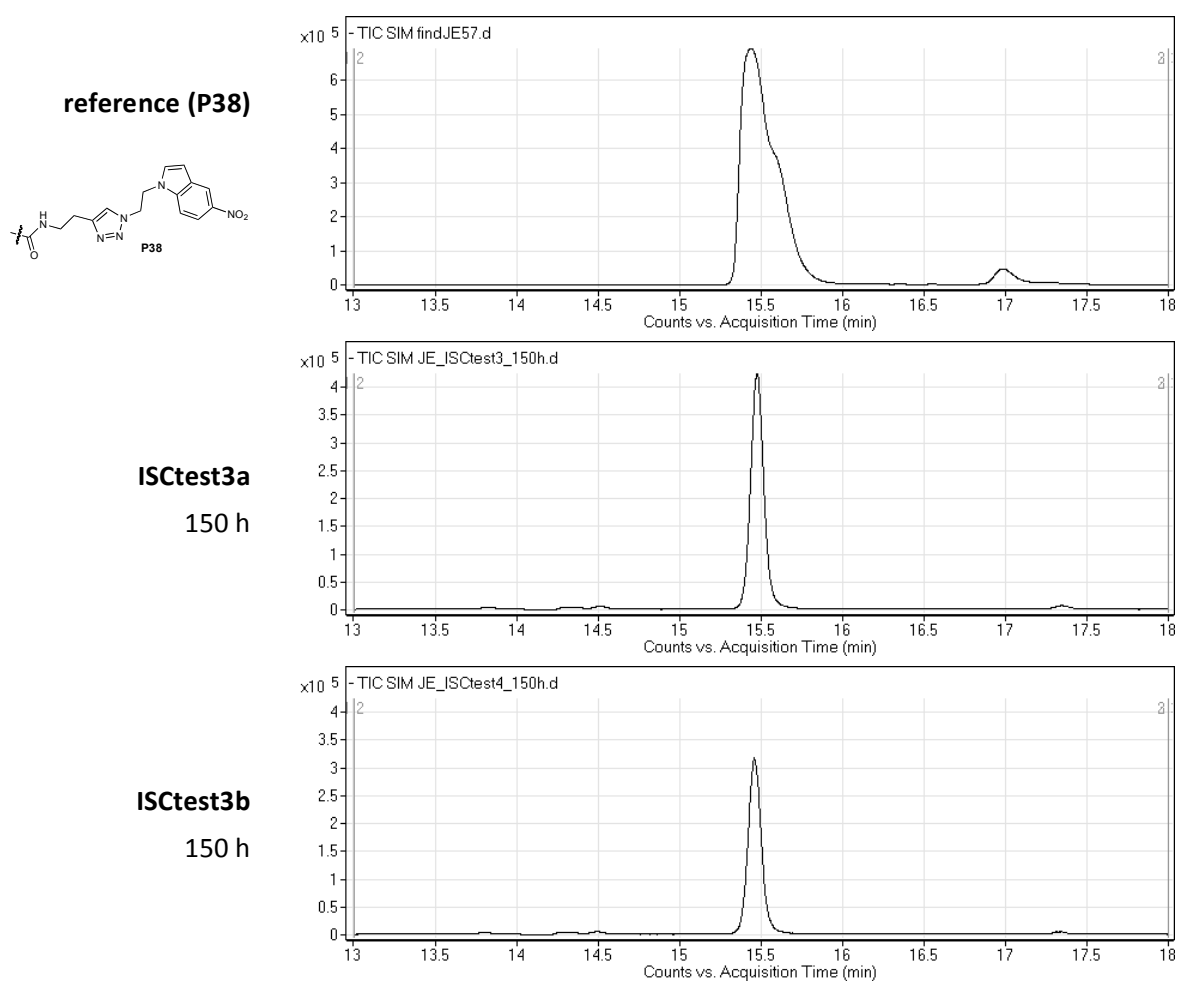 reference (P38)
H
N
O
N
N
N
N
NO2
P38
x10 5
- TIC SIM findJE57.d
2
6
5
4
3
2
1
0
13 13.5 14 14.5 15 15.5 16 16.5 17 17.5 18
Counts vs. Acquisition Time (min)
ISCtest3a
150 h
x10 5
- TIC SIM JE_ISCtest3_150h.d
2
4
3.5
3
2.5
2
1.5
1
0.5
0
13 13.5 14 14.5 15 15.5 16 16.5 17 17.5 18
Counts vs. Acquisition Time (min)
ISCtest3b
150 h
x10 5
- TIC SIM JE_ISCtest4_150h.d
2
4
3.5
3
2.5
2
1.5
1
0.5
0
13 13.5 14 14.5 15 15.5 16 16.5 17 17.5 18
Counts vs. Acquisition Time (min)